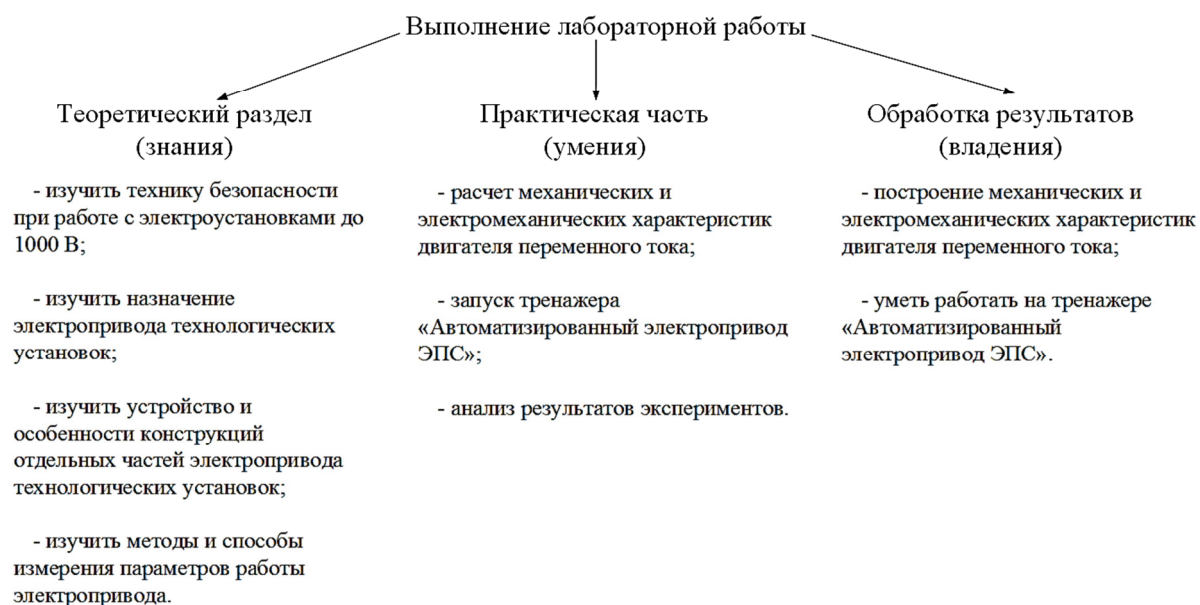 Выполнение лабораторной работы
Теоретический раздел
(знания)
- изучить технику безопасности
при работе с электроустановками до
1000 В;
- изучить назначение
электропривода технологических
установок;
- изучить устройство и
особенности конструкций
отдельных частей электропривода
технологических установок;
- изучить методы и способы
измерения параметров работы
электропривода.
Практическая часть
(умения)
- расчет механических и
электромеханических характеристик
двигателя переменного тока;
- запуск тренажера
«Автоматизированный электропривод
ЭПС»;
- анализ результатов экспериментов.
Обработка результатов
(владения)
- построение механических и
электромеханических характеристик
двигателя переменного тока;
- уметь работать на тренажере
«Автоматизированный
электропривод ЭПС».